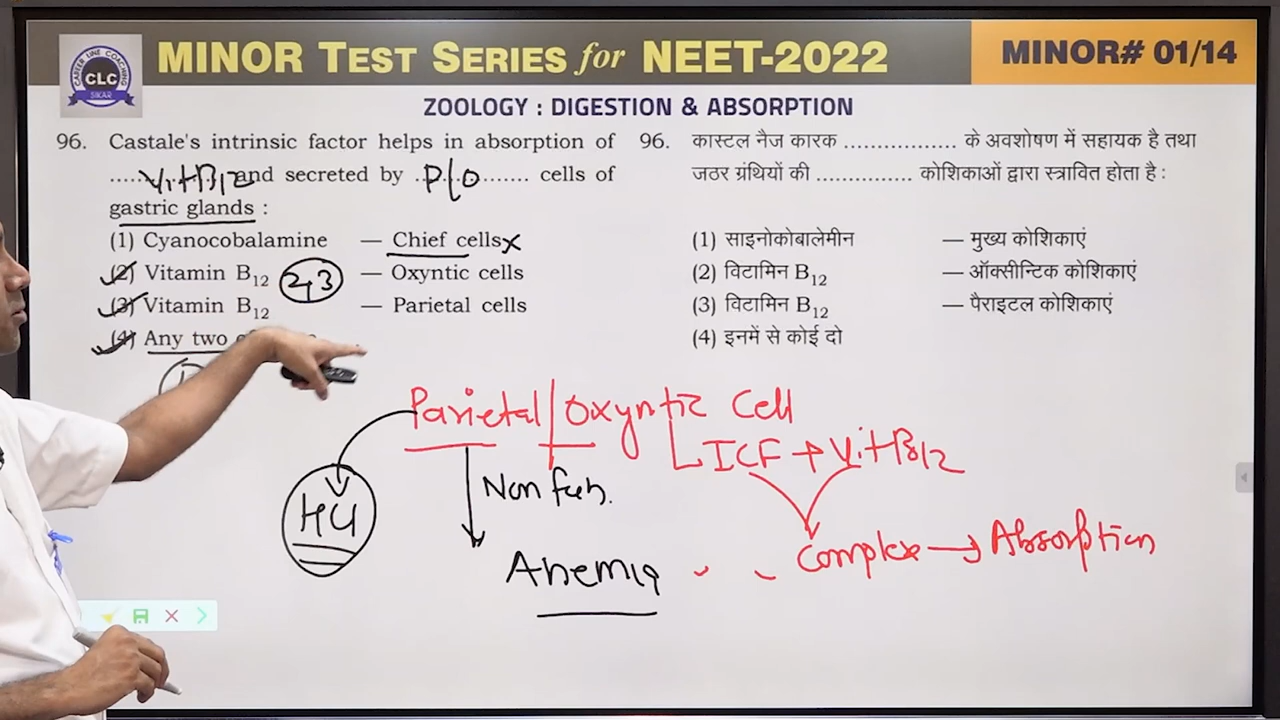 CAREER LINE COACHING
CLC
SIKAR
MINOR TEST SERIES for NEET-2022
MINOR# 01/14
ZOOLOGY : DIGESTION & ABSORPTION
96. Castale's intrinsic factor helps in absorption of
..... Vit B12 and secreted by . P/O ....... cells of
gastric glands :
(1) Cyanocobalamine — Chief cells x
(2) Vitamin B12 — Oxyntic cells
2,3
(3) Vitamin B12 — Parietal cells
(4) Any two
96. कास्टल नैज कारक ................. के अवशोषण में सहायक है तथा
जठर ग्रंथियों की ............... कोशिकाओं द्वारा स्त्रावित होता है :
(1) साइनोकोबालेमीन — मुख्य कोशिकाएं
(2) विटामिन B12 — ऑक्सीन्टिक कोशिकाएं
(3) विटामिन B12 — पैराइटल कोशिकाएं
(4) इनमें से कोई दो
Parietal/Oxyntic Cell
ICF + Vit B12
Non fun.
Complex → Absorption
Anemia